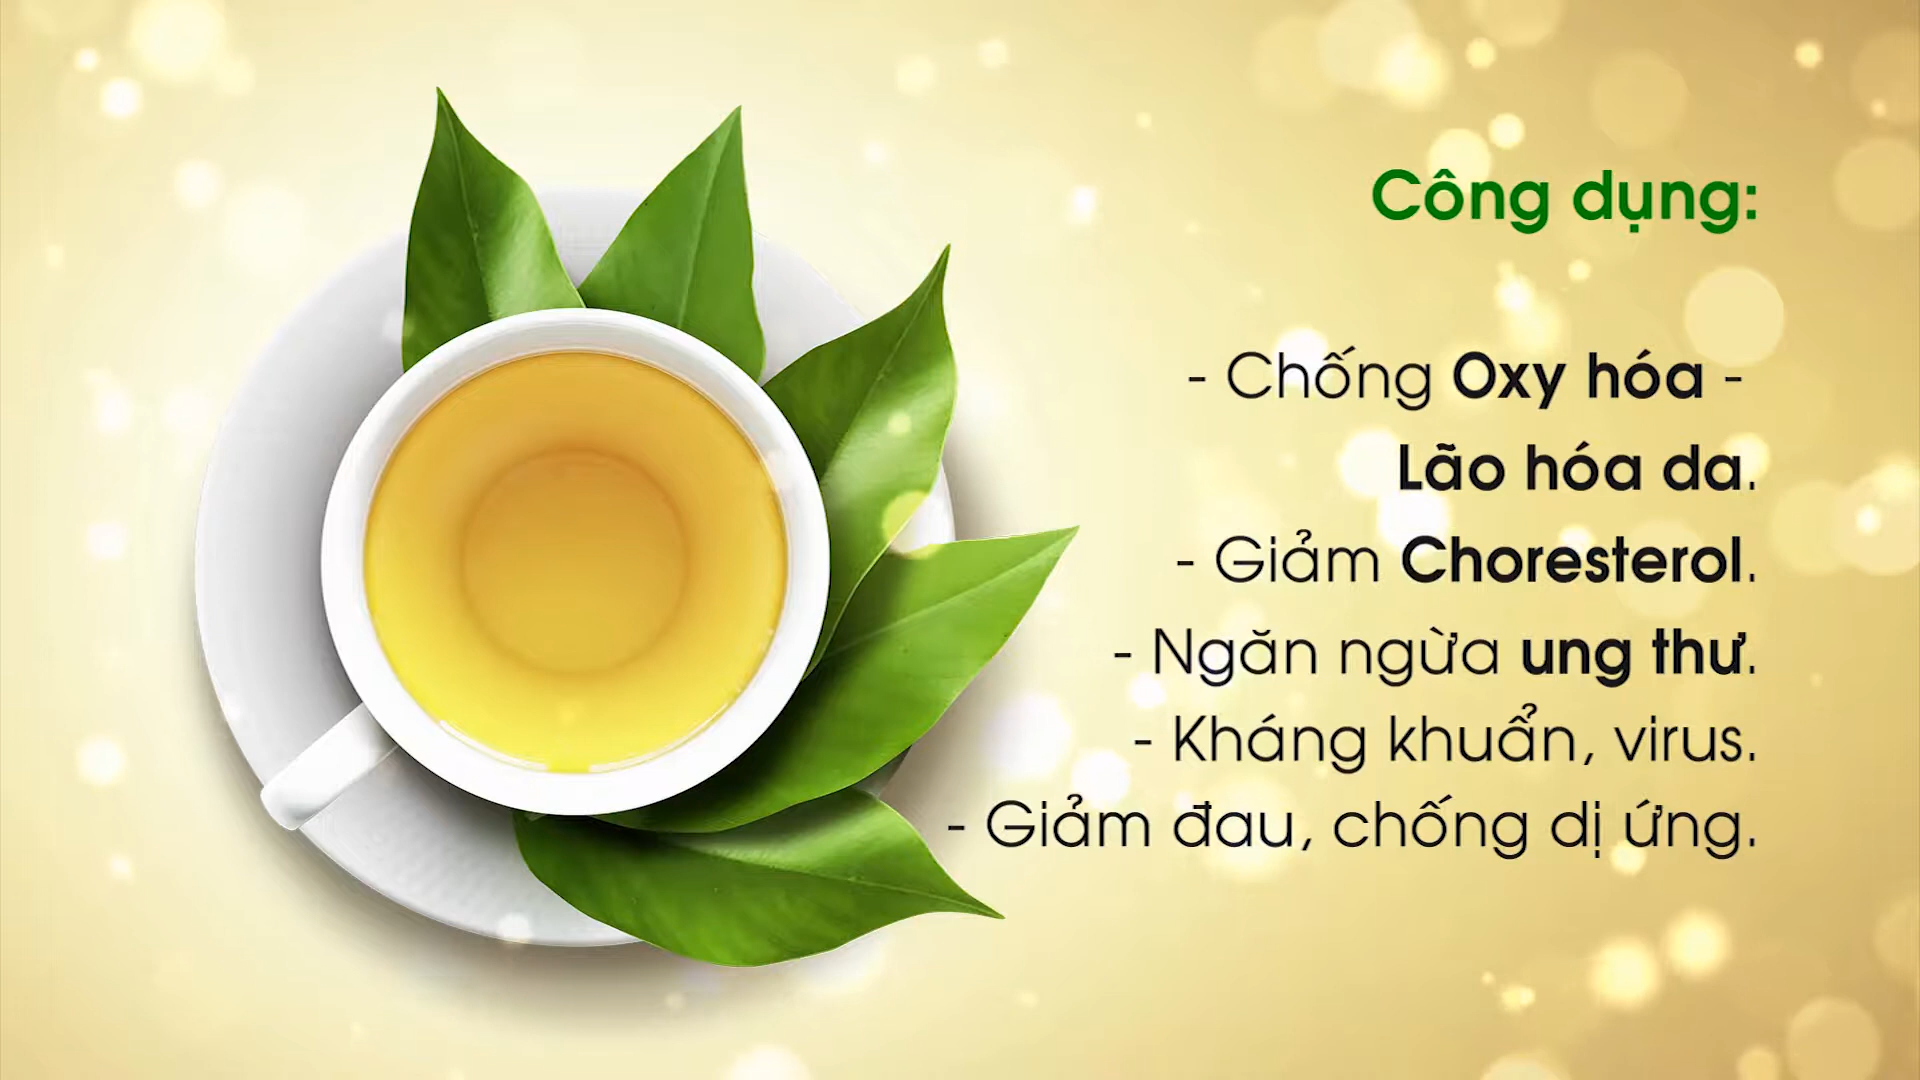 Công dụng:
- Chống Oxy hóa -
Lão hóa da.
- Giảm Choresterol.
- Ngăn ngừa ung thư.
- Kháng khuẩn, virus.
- Giảm đau, chống dị ứng.